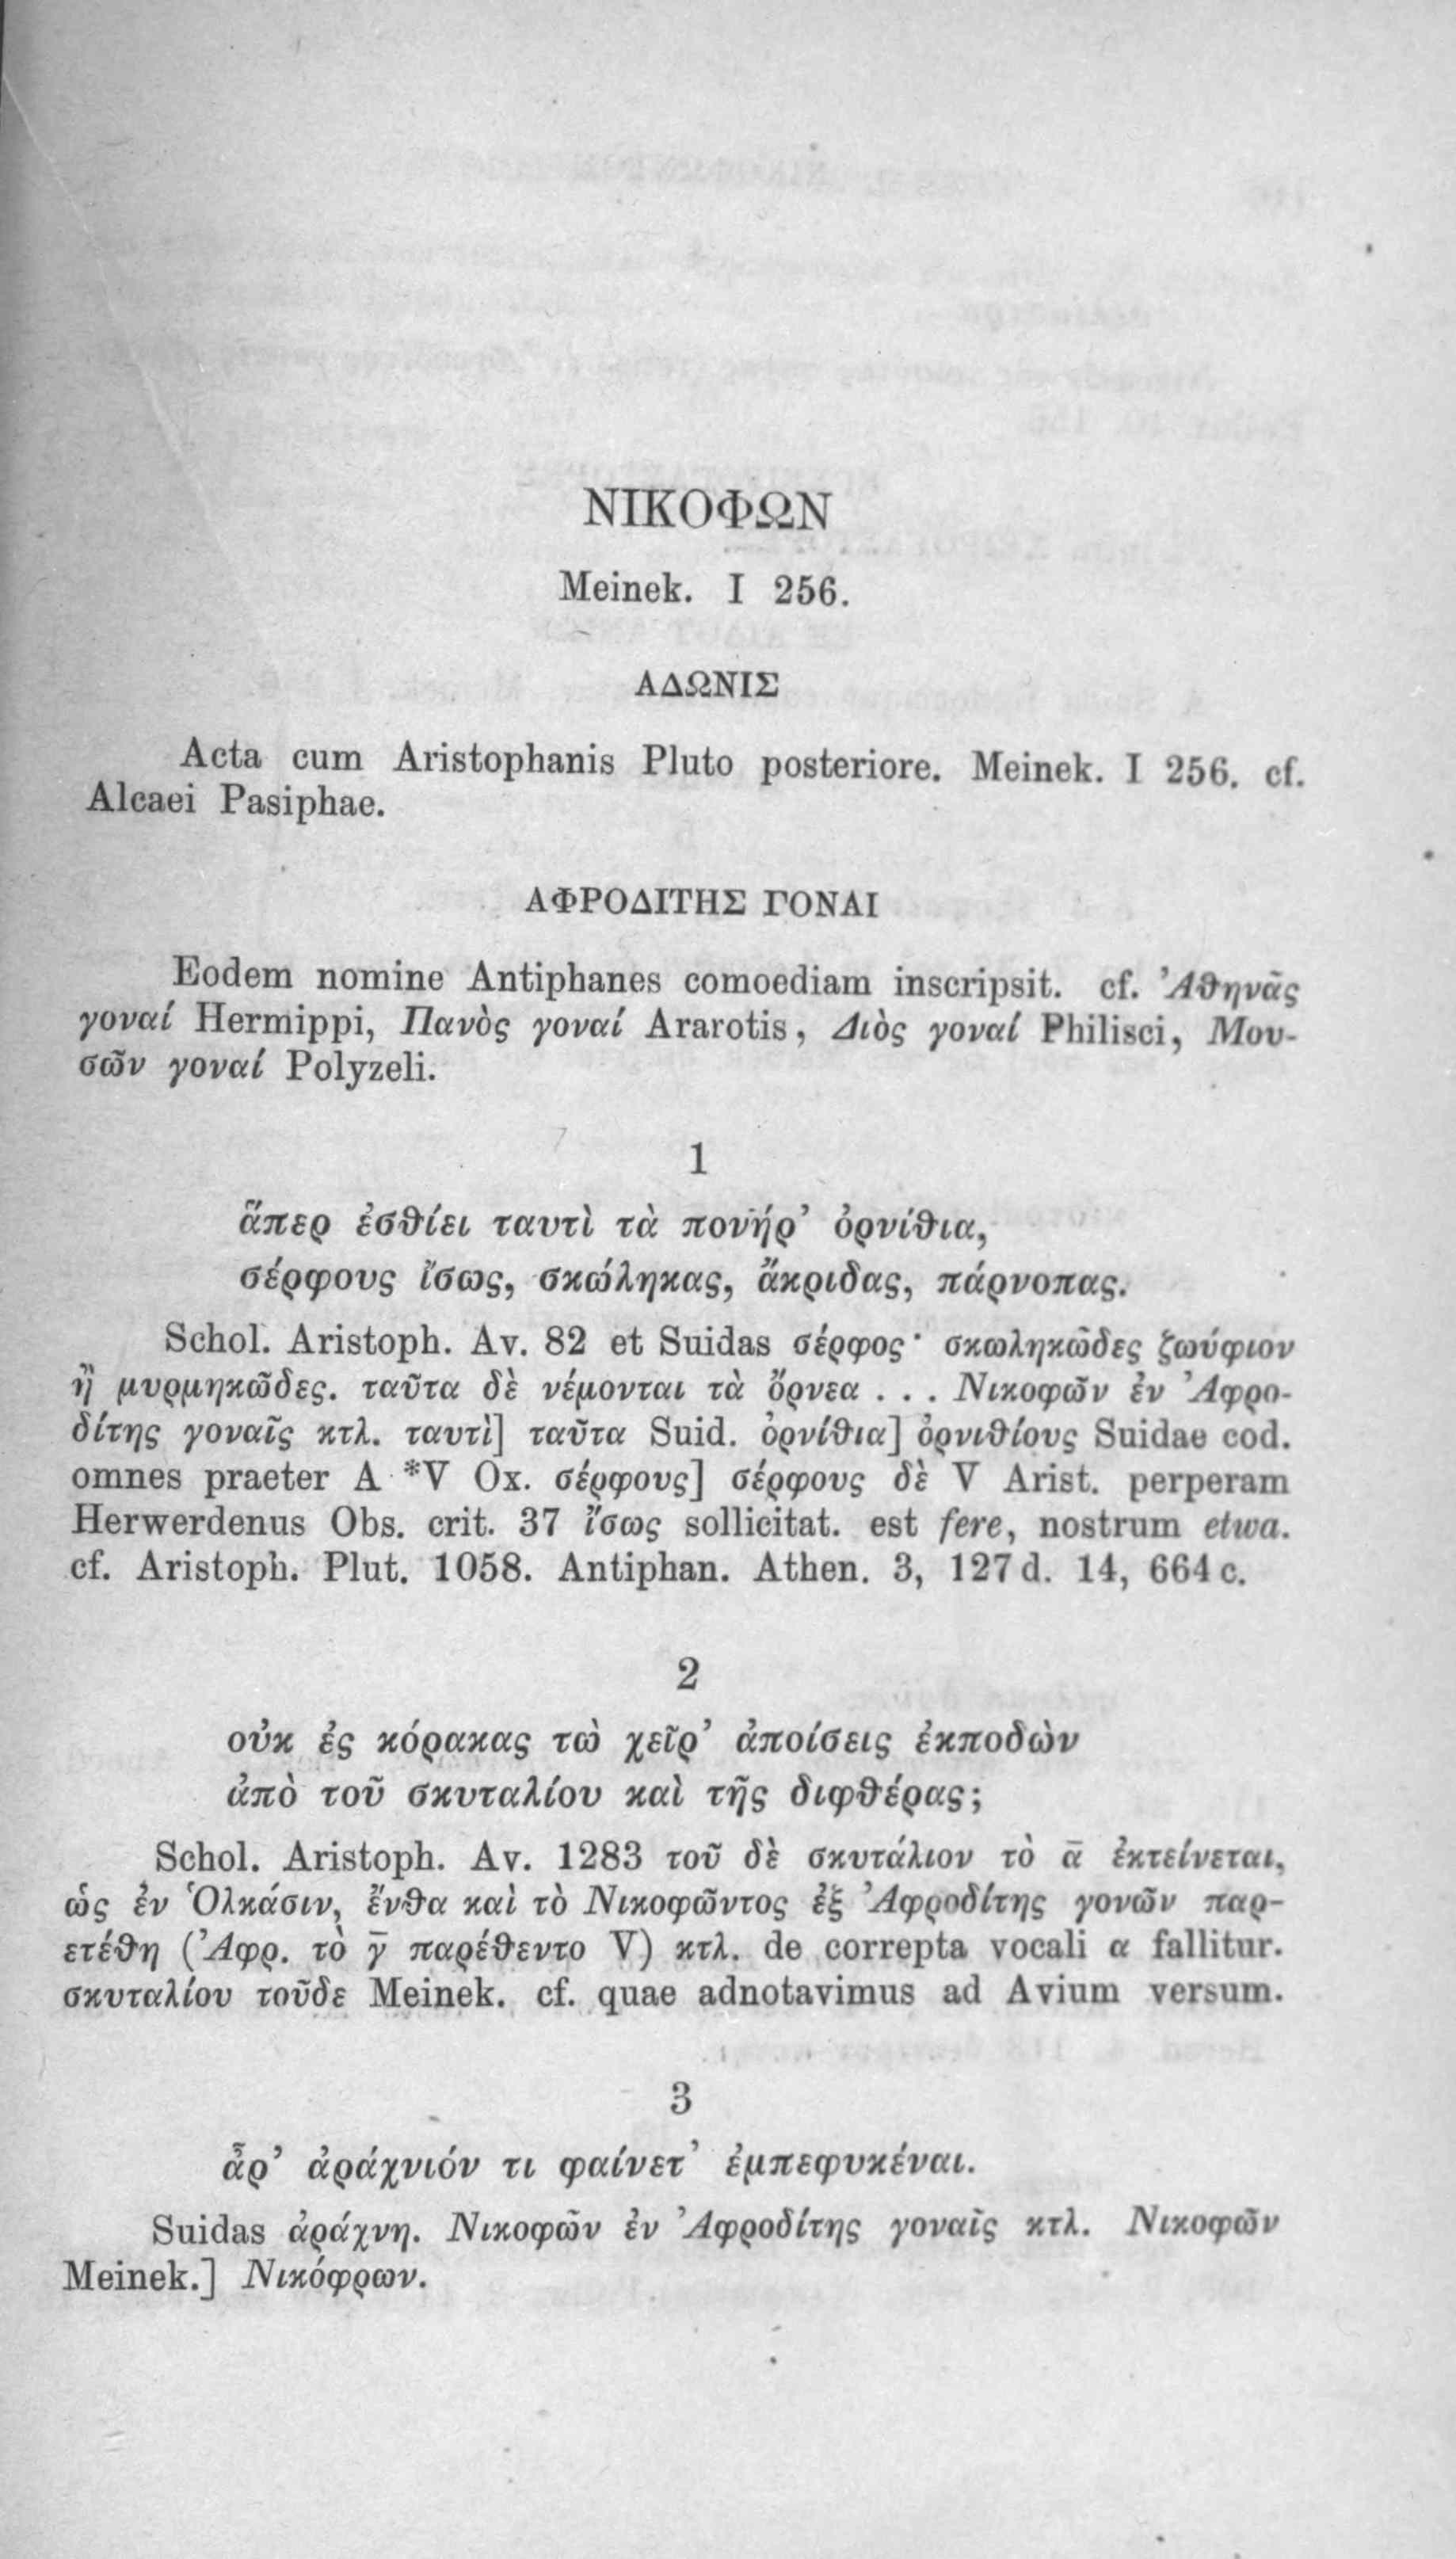 ΝΙΚΟΦΩΝ
Meinek. I 256.
ΑΔΩΝΙΣ
Acta cum Aristophanis Pluto posteriore. Meinek. I 256. cf.
Alcaei Pasiphae.
ΑΦΡΟΔΙΤΗΣ ΓΟΝΑΙ
Eodem nomine Antiphanes comoediam inscripsit. cf. Ἀθηνᾶς
γοναί Hermippi, Πανὸς γοναί Ararotis, Διὸς γοναί Philisci, Μου-
σῶν γοναί Polyzeli.
1
ἅπερ ἐσθίει ταυτὶ τὰ πονήρ’ ὀρνίθια,
σέρφους ἴσως, σκώληκας, ἄκριδας, πάρνοπας.
Schol. Aristoph. Av. 82 et Suidas σέρφος· σκωληκῶδες ζωύφιον
ἢ μυρμηκῶδες. ταῦτα δὲ νέμονται τὰ ὄρνεα . . . Νικοφῶν ἐν Ἀφρο-
δίτης γοναῖς κτλ. ταυτὶ] ταῦτα Suid. ὀρνίθια] ὀρνιθίους Suidae cod.
omnes praeter A *V Ox. σέρφους] σέρφους δὲ V Arist. perperam
Herwerdenus Obs. crit. 37 ἴσως sollicitat. est fere, nostrum etwa.
cf. Aristoph. Plut. 1058. Antiphan. Athen. 3, 127 d. 14, 664 c.
2
οὐκ ἐς κόρακας τὼ χεῖρ’ ἀποίσεις ἐκποδὼν
ἀπὸ τοῦ σκυταλίου καὶ τῆς διφθέρας;
Schol. Aristoph. Av. 1283 τοῦ δὲ σκυτάλιον τὸ ᾱ ἐκτείνεται,
ὡς ἐν Ὁλκάσιν, ἔνθα καὶ τὸ Νικοφῶντος ἐξ Ἀφροδίτης γονῶν παρ-
ετέθη (Ἀφρ. τὸ γ̄ παρέθεντο V) κτλ. de correpta vocali α fallitur.
σκυταλίου τοῦδε Meinek. cf. quae adnotavimus ad Avium versum.
3
ἆρ’ ἀράχνιόν τι φαίνετ’ ἐμπεφυκέναι.
Suidas ἀράχνη. Νικοφῶν ἐν Ἀφροδίτης γοναῖς κτλ. Νικοφῶν
Meinek.] Νικόφρων.